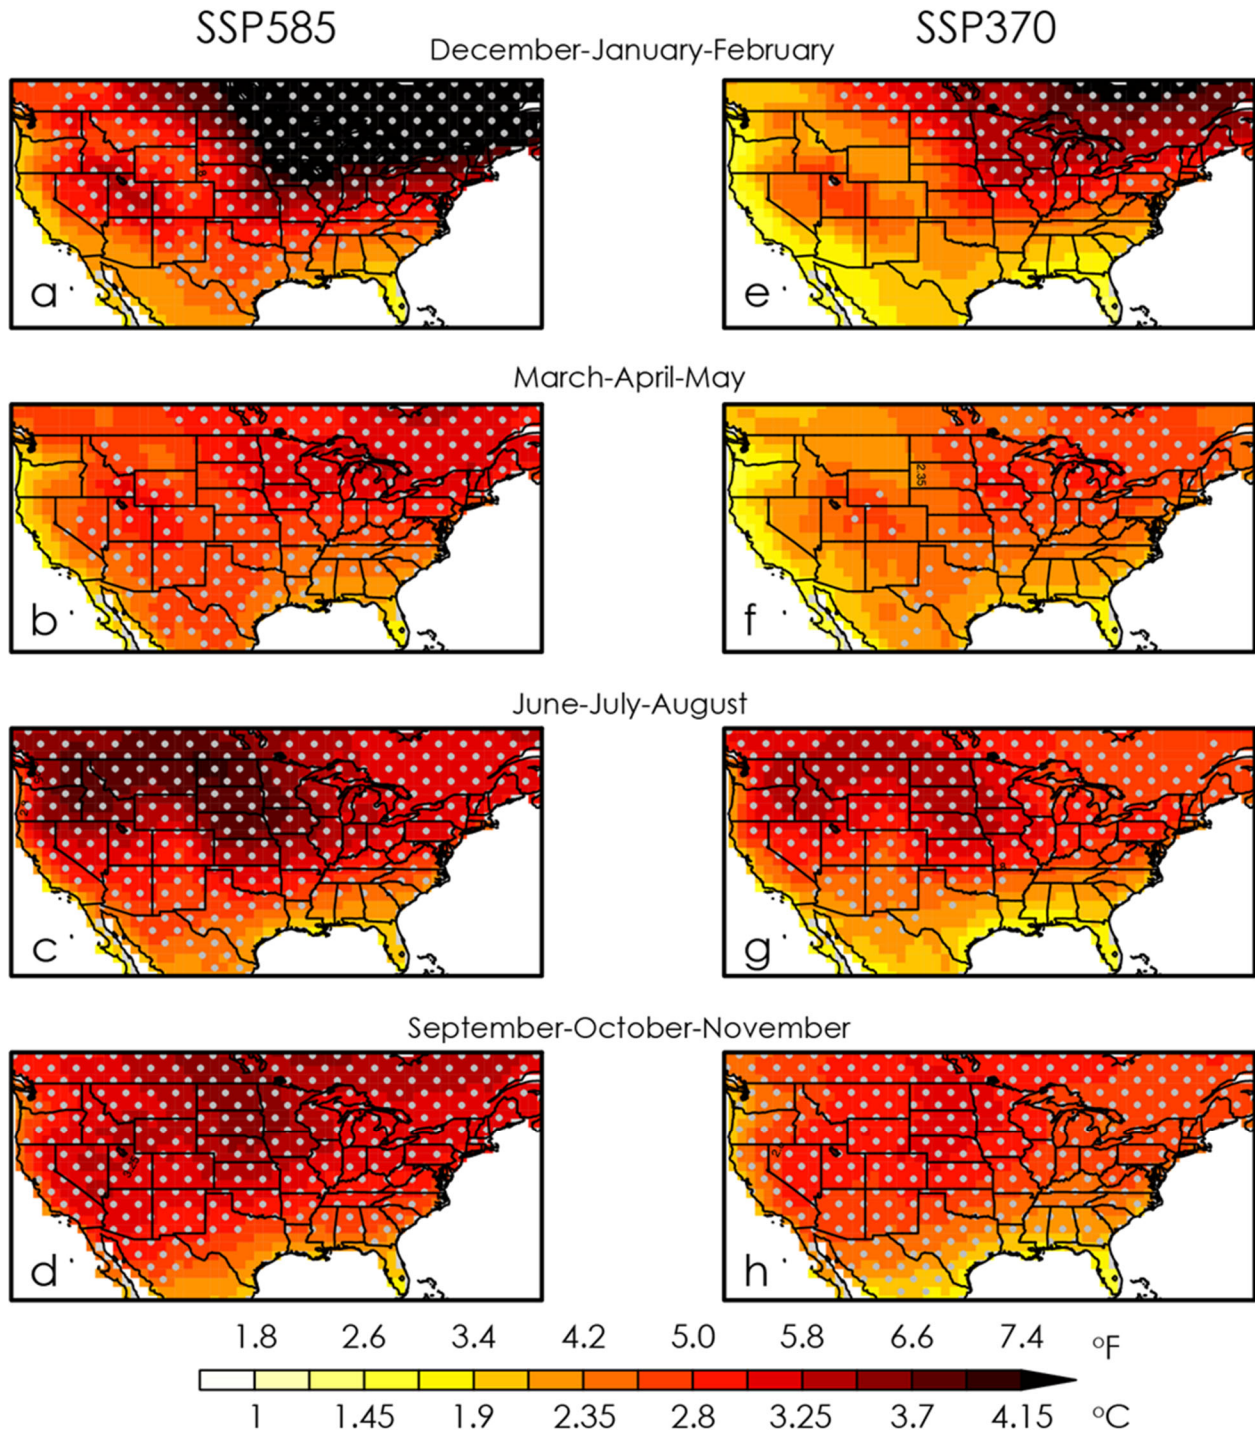 SSP585 SSP370
December-January-February
a e
March-April-May
2.35
b f
June-July-August
c g
September-October-November
d h
1.8 2.6 3.4 4.2 5.0 5.8 6.6 7.4 °F
1 1.45 1.9 2.35 2.8 3.25 3.7 4.15 °C